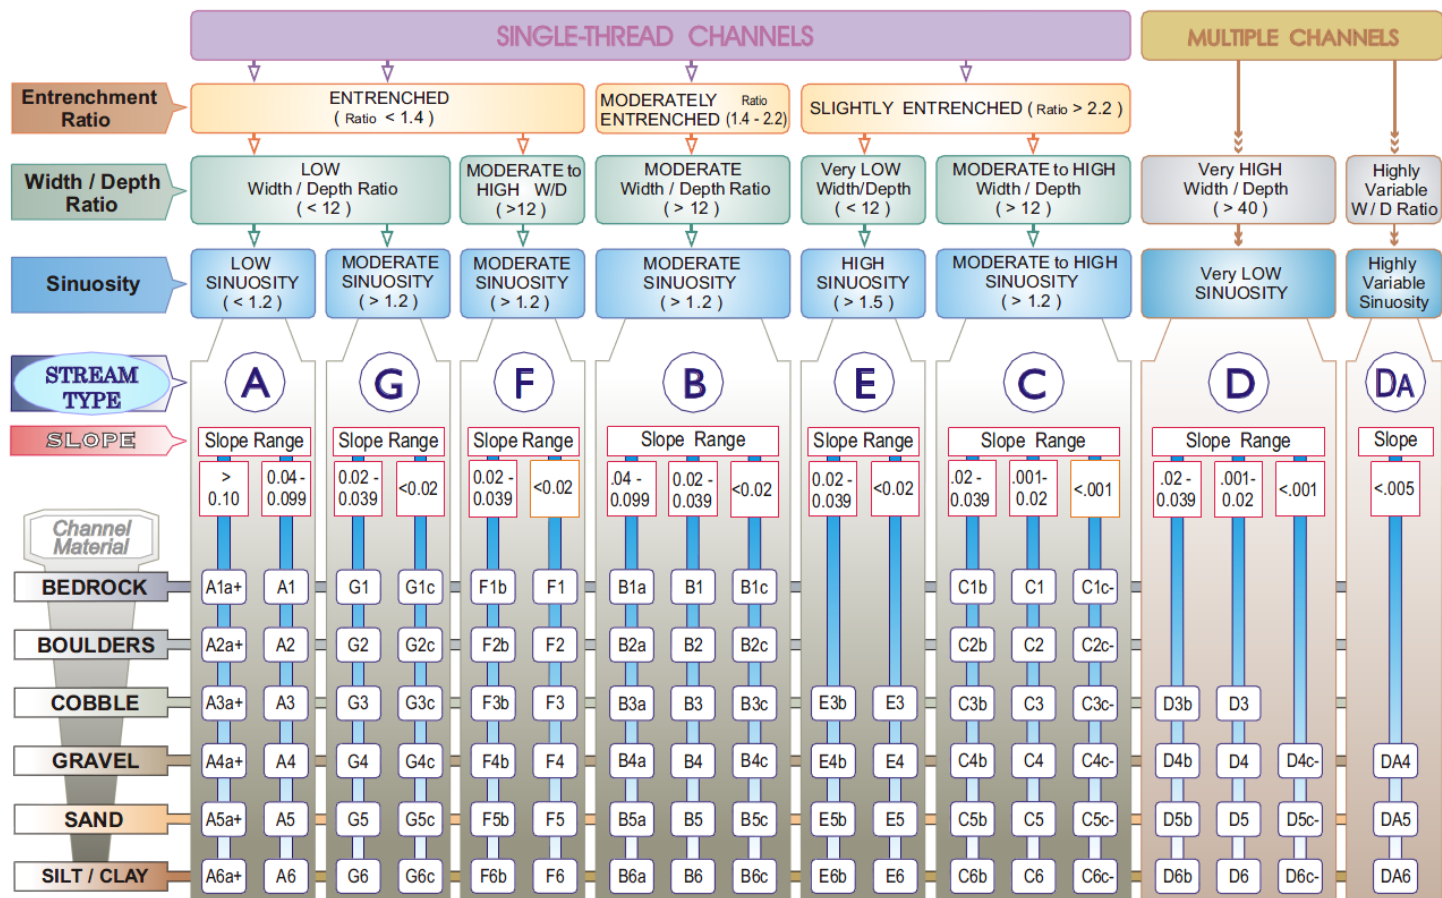 SINGLE-THREAD CHANNELS
MULTIPLE CHANNELS
Entrenchment
Ratio
ENTRENCHED
( Ratio < 1.4 )
MODERATELY Ratio
ENTRENCHED (1.4 - 2.2)
SLIGHTLY ENTRENCHED ( Ratio > 2.2 )
Width / Depth
Ratio
LOW
Width / Depth Ratio
( < 12 )
MODERATE to
HIGH W/D
( >12 )
MODERATE
Width / Depth Ratio
( > 12 )
Very LOW
Width/Depth
( < 12 )
MODERATE to HIGH
Width / Depth
( > 12 )
Very HIGH
Width / Depth
( > 40 )
Highly
Variable
W / D Ratio
Sinuosity
LOW
SINUOSITY
( < 1.2 )
MODERATE
SINUOSITY
( > 1.2 )
MODERATE
SINUOSITY
( > 1.2 )
MODERATE
SINUOSITY
( > 1.2 )
HIGH
SINUOSITY
( > 1.5 )
MODERATE to HIGH
SINUOSITY
( > 1.2 )
Very LOW
SINUOSITY
Highly
Variable
Sinuosity
STREAM
TYPE
A G F B E C D DA
SLOPE
Slope Range Slope Range Slope Range Slope Range Slope Range Slope Range Slope Range Slope
>
0.10
0.04 -
0.099
0.02 -
0.039
<0.02
0.02 -
0.039
<0.02
.04 -
0.099
0.02 -
0.039
<0.02
0.02 -
0.039
<0.02
.02 -
0.039
.001-
0.02
<.001
.02 -
0.039
.001-
0.02
<.001
<.005
Channel
Material
BEDROCK A1a+ A1 G1 G1c F1b F1 B1a B1 B1c C1b C1 C1c-
BOULDERS A2a+ A2 G2 G2c F2b F2 B2a B2 B2c C2b C2 C2c-
COBBLE A3a+ A3 G3 G3c F3b F3 B3a B3 B3c E3b E3 C3b C3 C3c- D3b D3
GRAVEL A4a+ A4 G4 G4c F4b F4 B4a B4 B4c E4b E4 C4b C4 C4c- D4b D4 D4c- DA4
SAND A5a+ A5 G5 G5c F5b F5 B5a B5 B5c E5b E5 C5b C5 C5c- D5b D5 D5c- DA5
SILT / CLAY A6a+ A6 G6 G6c F6b F6 B6a B6 B6c E6b E6 C6b C6 C6c- D6b D6 D6c- DA6